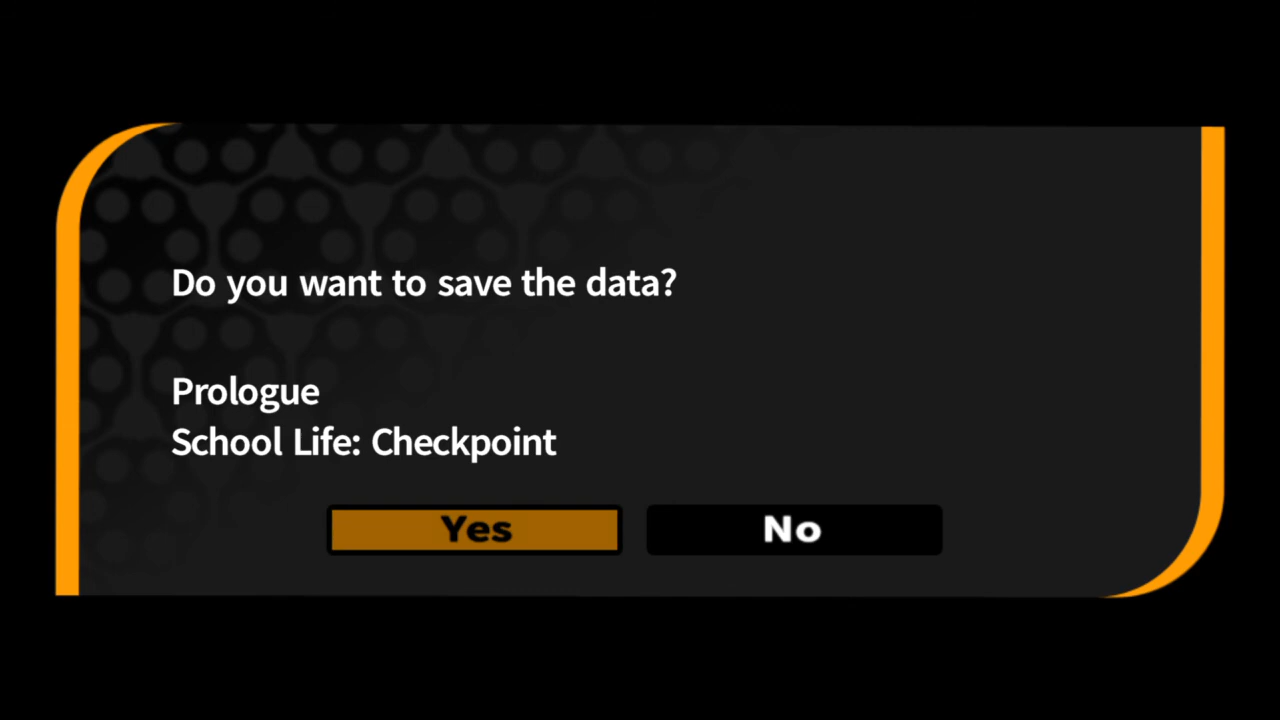 Do you want to save the data?
Prologue
School Life: Checkpoint
Yes
No